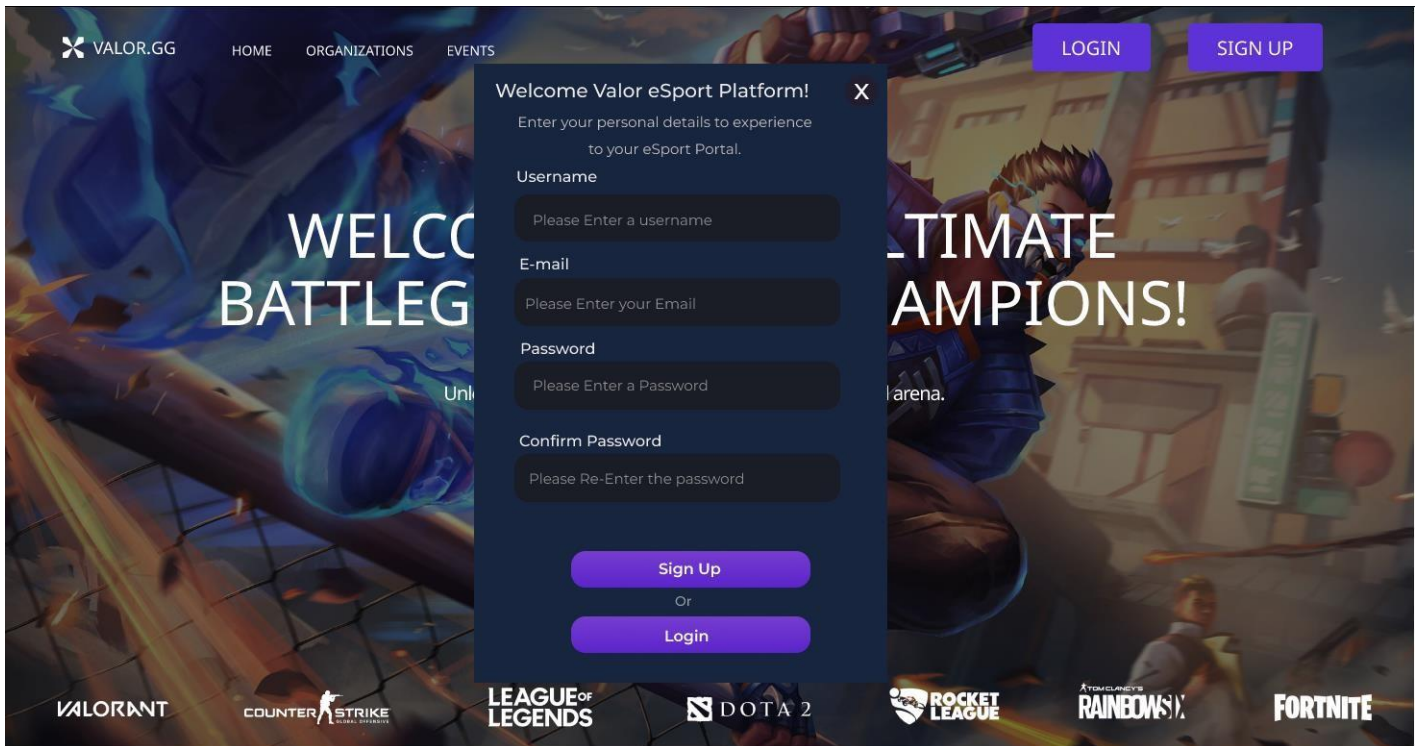 VALOR.GG HOME ORGANIZATIONS EVENTS LOGIN SIGN UP
Welcome Valor eSport Platform! X
Enter your personal details to experience
to your eSport Portal.
Username
Please Enter a username
WELCO LTIMATE
E-mail
Please Enter your Email
BATTLEG AMPIONS!
Password
Please Enter a Password
Unl arena.
Confirm Password
Please Re-Enter the password
Sign Up
Or
Login
VALORANT
COUNTER STRIKE
GLOBAL OFFENSIVE
LEAGUE OF
LEGENDS
DOTA 2
ROCKET
LEAGUE
TOM CLANCY'S
RAINBOW SIX
FORTNITE